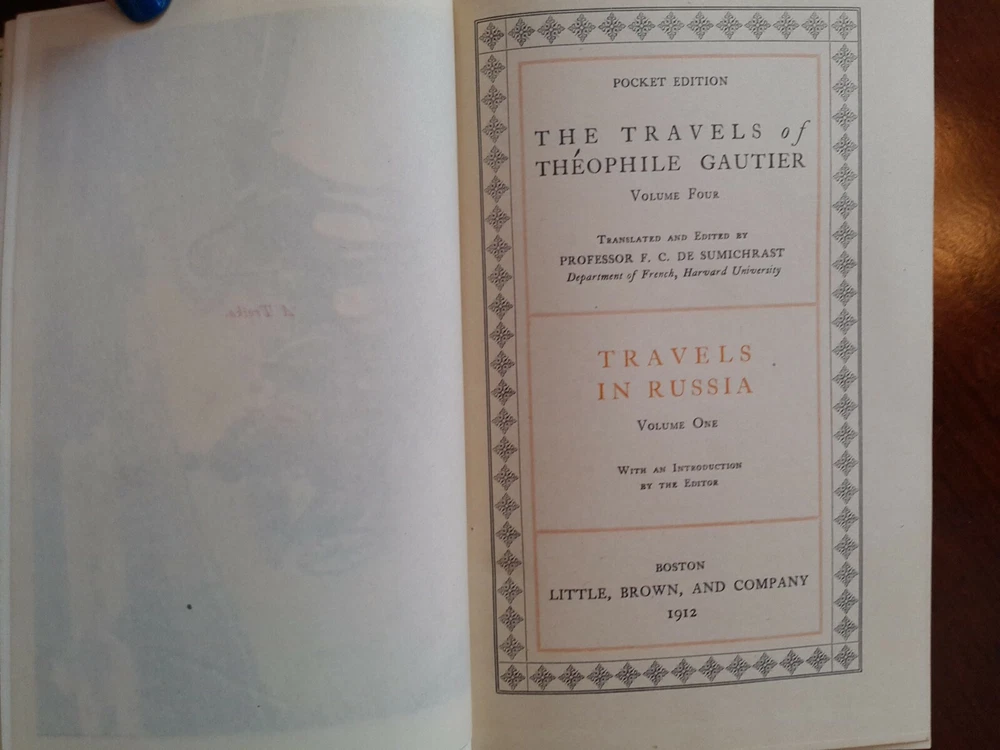 A Troika.
POCKET EDITION
THE TRAVELS of
THÉOPHILE GAUTIER
VOLUME FOUR
TRANSLATED AND EDITED BY
PROFESSOR F. C. DE SUMICHRAST
Department of French, Harvard University
TRAVELS
IN RUSSIA
VOLUME ONE
WITH AN INTRODUCTION
BY THE EDITOR
BOSTON
LITTLE, BROWN, AND COMPANY
1912